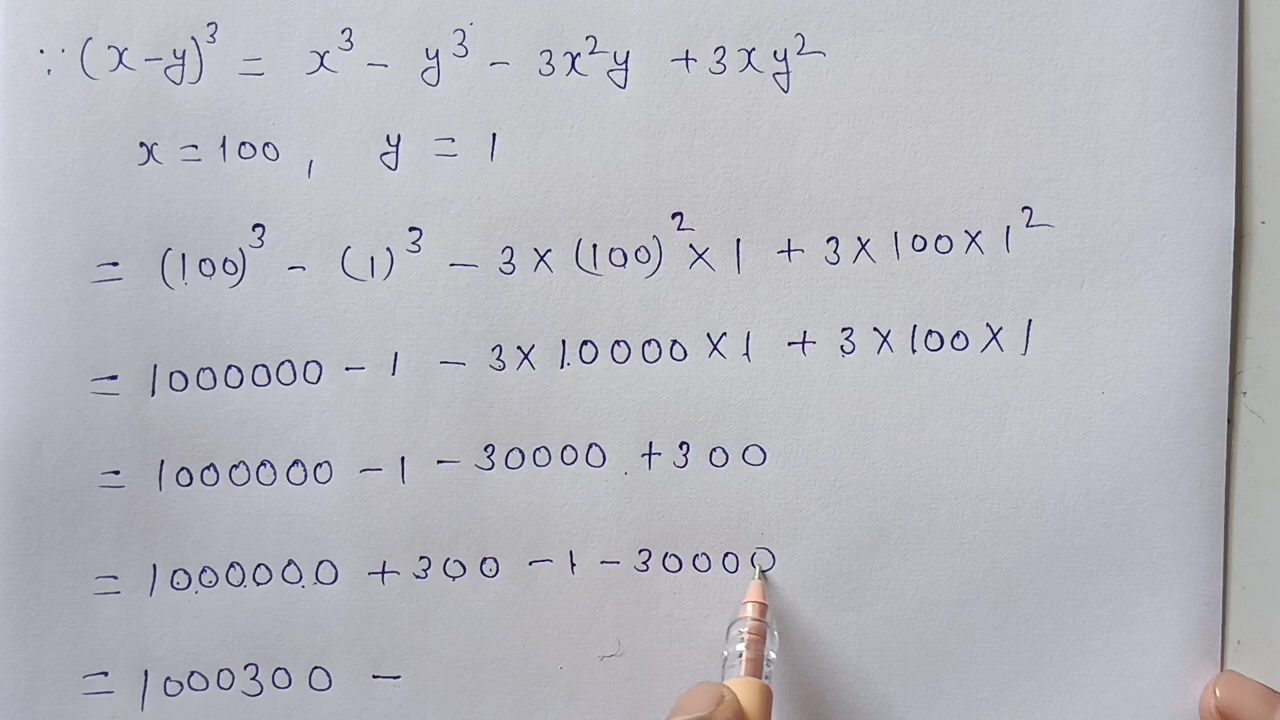 ∵ (x-y)³ = x³ - y³ - 3x²y + 3xy²
x = 100, y = 1
= (100)³ - (1)³ - 3 × (100)² × 1 + 3 × 100 × 1²
= 1000000 - 1 - 3 × 10000 × 1 + 3 × 100 × 1
= 1000000 - 1 - 30000 + 300
= 1000000 + 300 - 1 - 30000
= 1000300 -